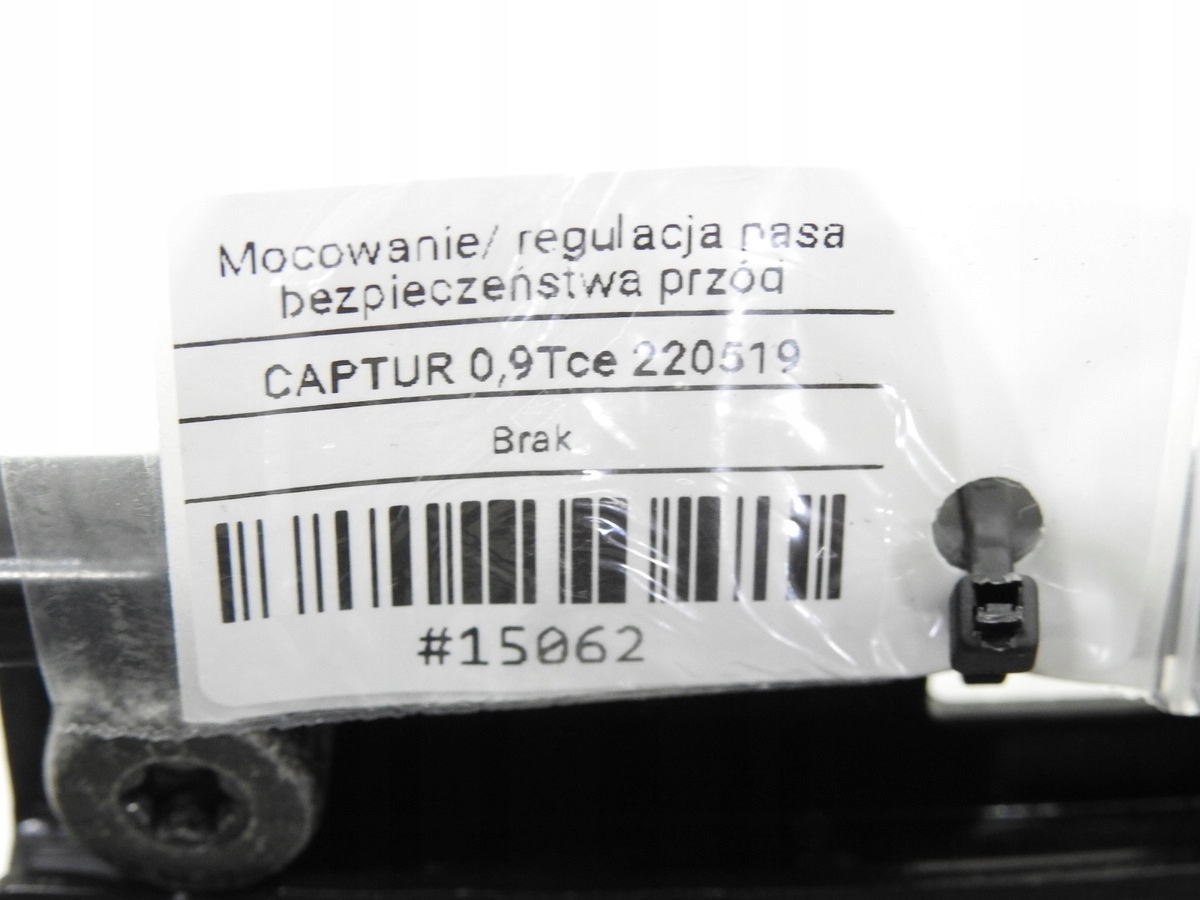 Mocowanie/ regulacja pasa
bezpieczeństwa przód
CAPTUR 0,9Tce 220519
Brak
#15062